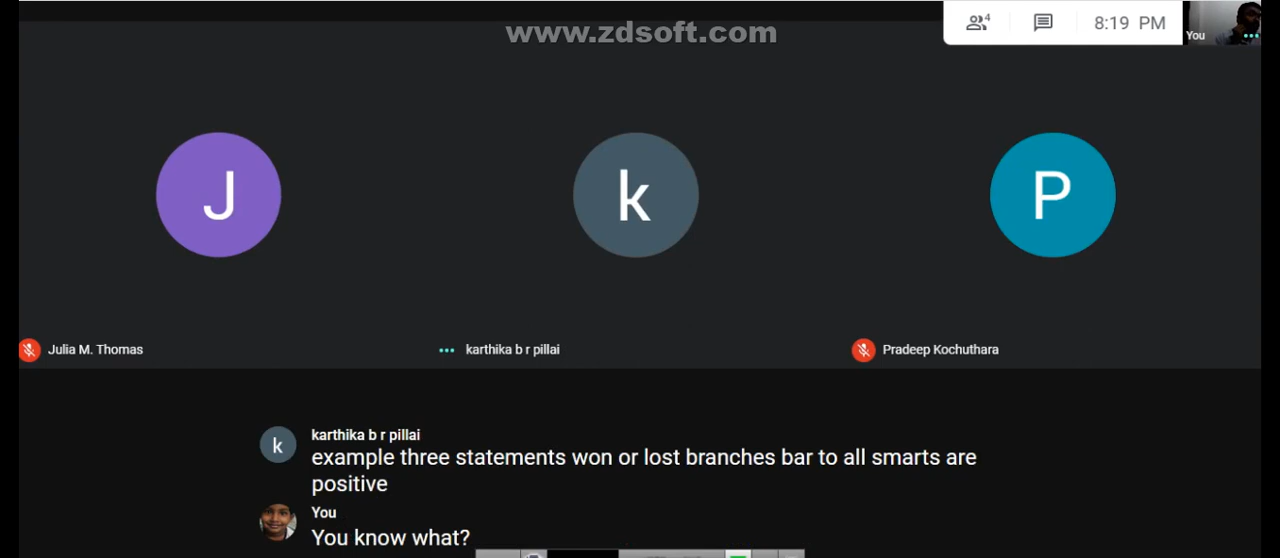 www.zdsoft.com
4
8:19 PM
You
J
k
P
Julia M. Thomas
karthika b r pillai
Pradeep Kochuthara
k
karthika b r pillai
example three statements won or lost branches bar to all smarts are
positive
You
You know what?